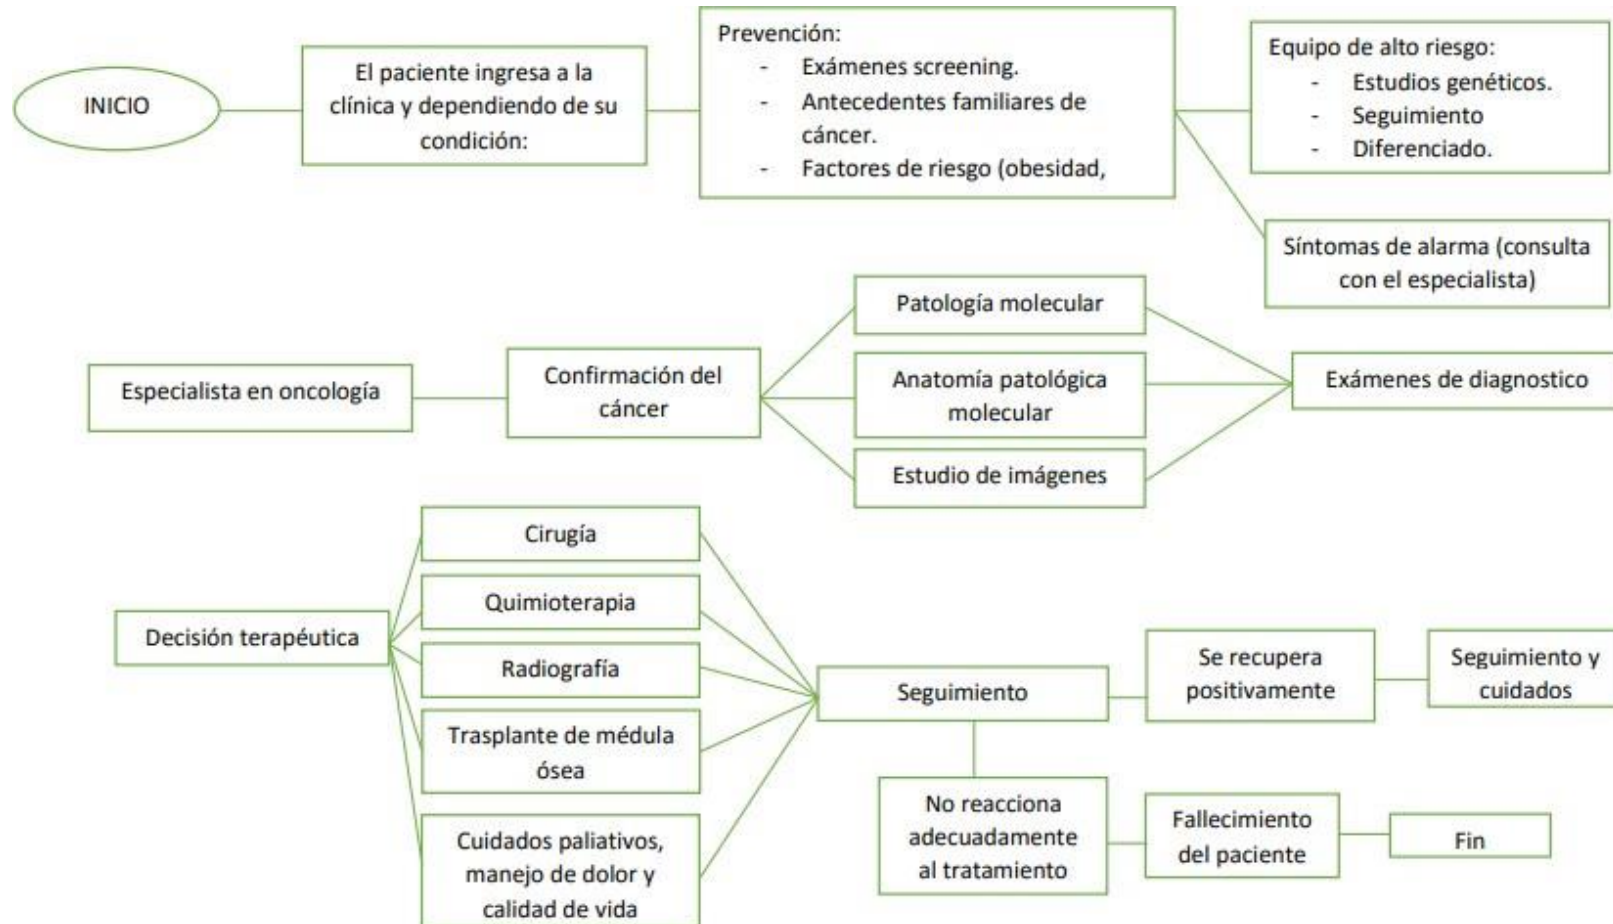 INICIO
El paciente ingresa a la
clínica y dependiendo de su
condición:
Prevención:
- Exámenes screening.
- Antecedentes familiares de
cáncer.
- Factores de riesgo (obesidad,
Equipo de alto riesgo:
- Estudios genéticos.
- Seguimiento
- Diferenciado.
Síntomas de alarma (consulta
con el especialista)
Especialista en oncología
Confirmación del
cáncer
Patología molecular
Anatomía patológica
molecular
Estudio de imágenes
Exámenes de diagnostico
Decisión terapéutica
Cirugía
Quimioterapia
Radiografía
Trasplante de médula
ósea
Cuidados paliativos,
manejo de dolor y
calidad de vida
Seguimiento
Se recupera
positivamente
Seguimiento y
cuidados
No reacciona
adecuadamente
al tratamiento
Fallecimiento
del paciente
Fin